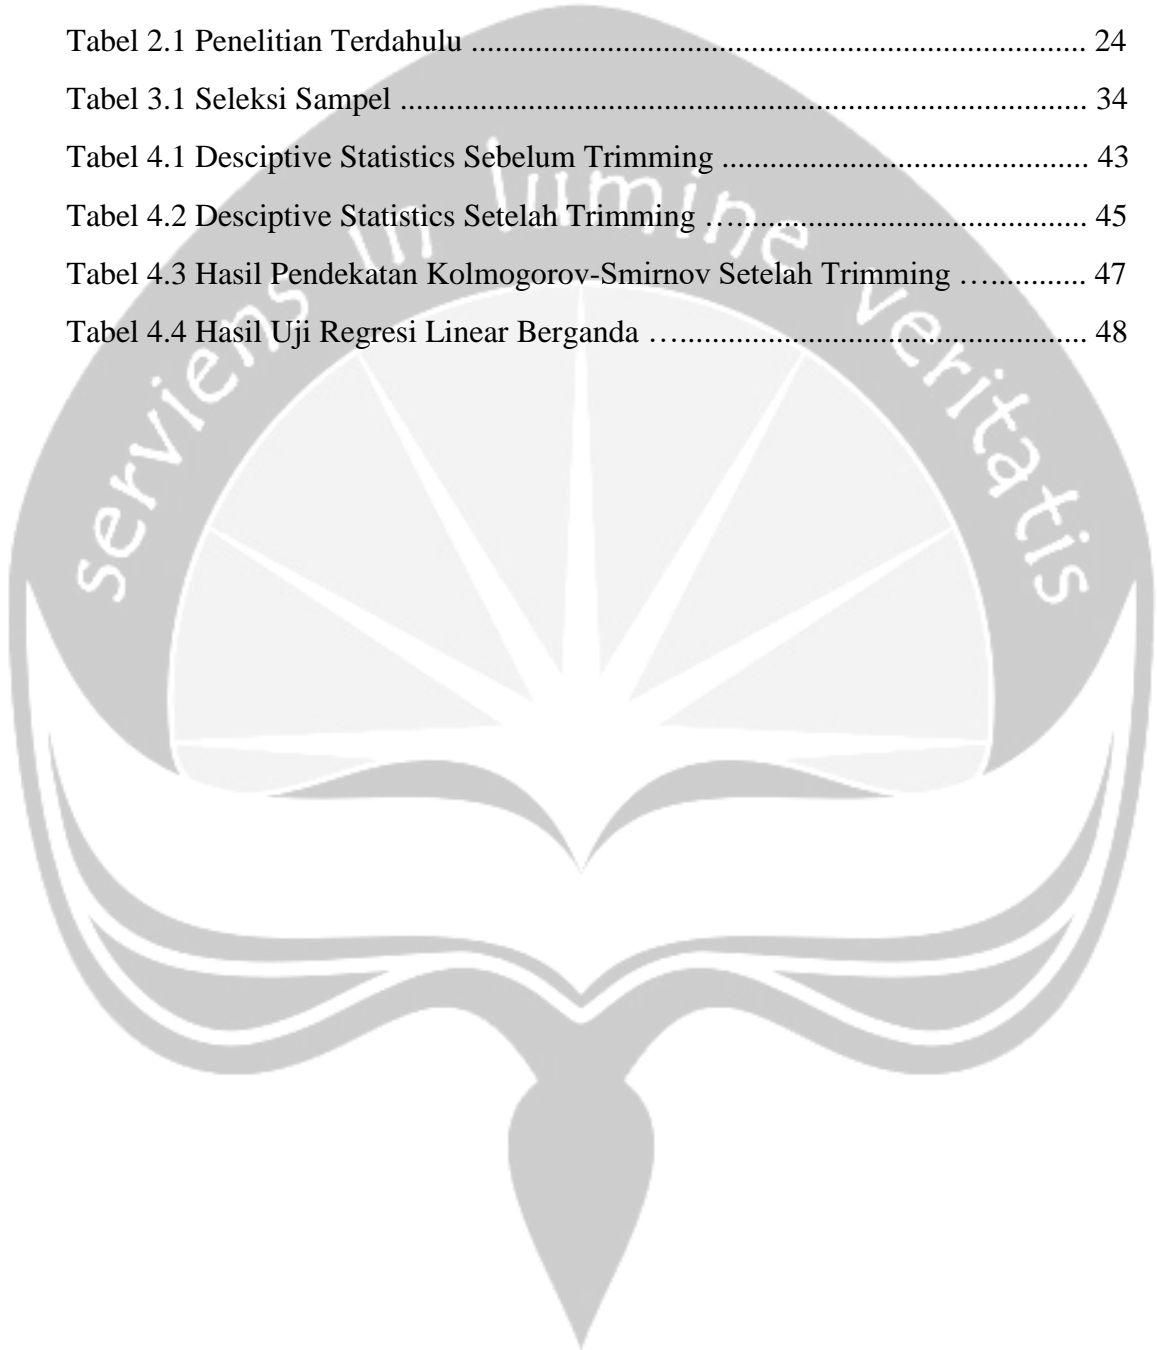 Tabel 2.1 Penelitian Terdahulu ............................................................................. 24
Tabel 3.1 Seleksi Sampel ...................................................................................... 34
Tabel 4.1 Desciptive Statistics Sebelum Trimming .............................................. 43
Tabel 4.2 Desciptive Statistics Setelah Trimming …............................................. 45
Tabel 4.3 Hasil Pendekatan Kolmogorov-Smirnov Setelah Trimming …............ 47
Tabel 4.4 Hasil Uji Regresi Linear Berganda …................................................... 48
serviens in lumine veritatis